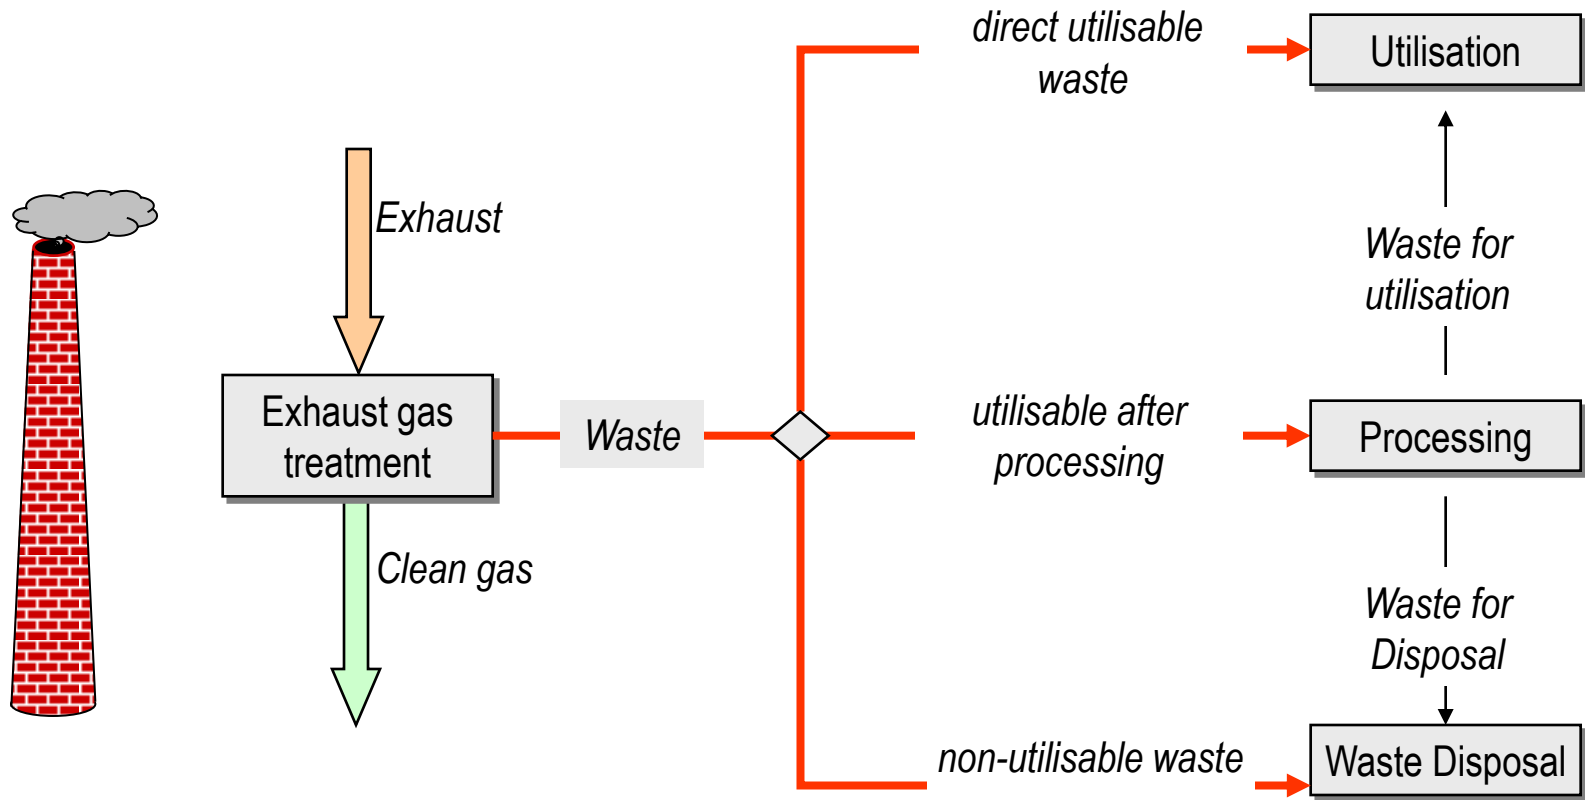 direct utilisable
waste
Utilisation
Exhaust
Waste for
utilisation
Exhaust gas
treatment
Waste
utilisable after
processing
Processing
Clean gas
Waste for
Disposal
non-utilisable waste
Waste Disposal